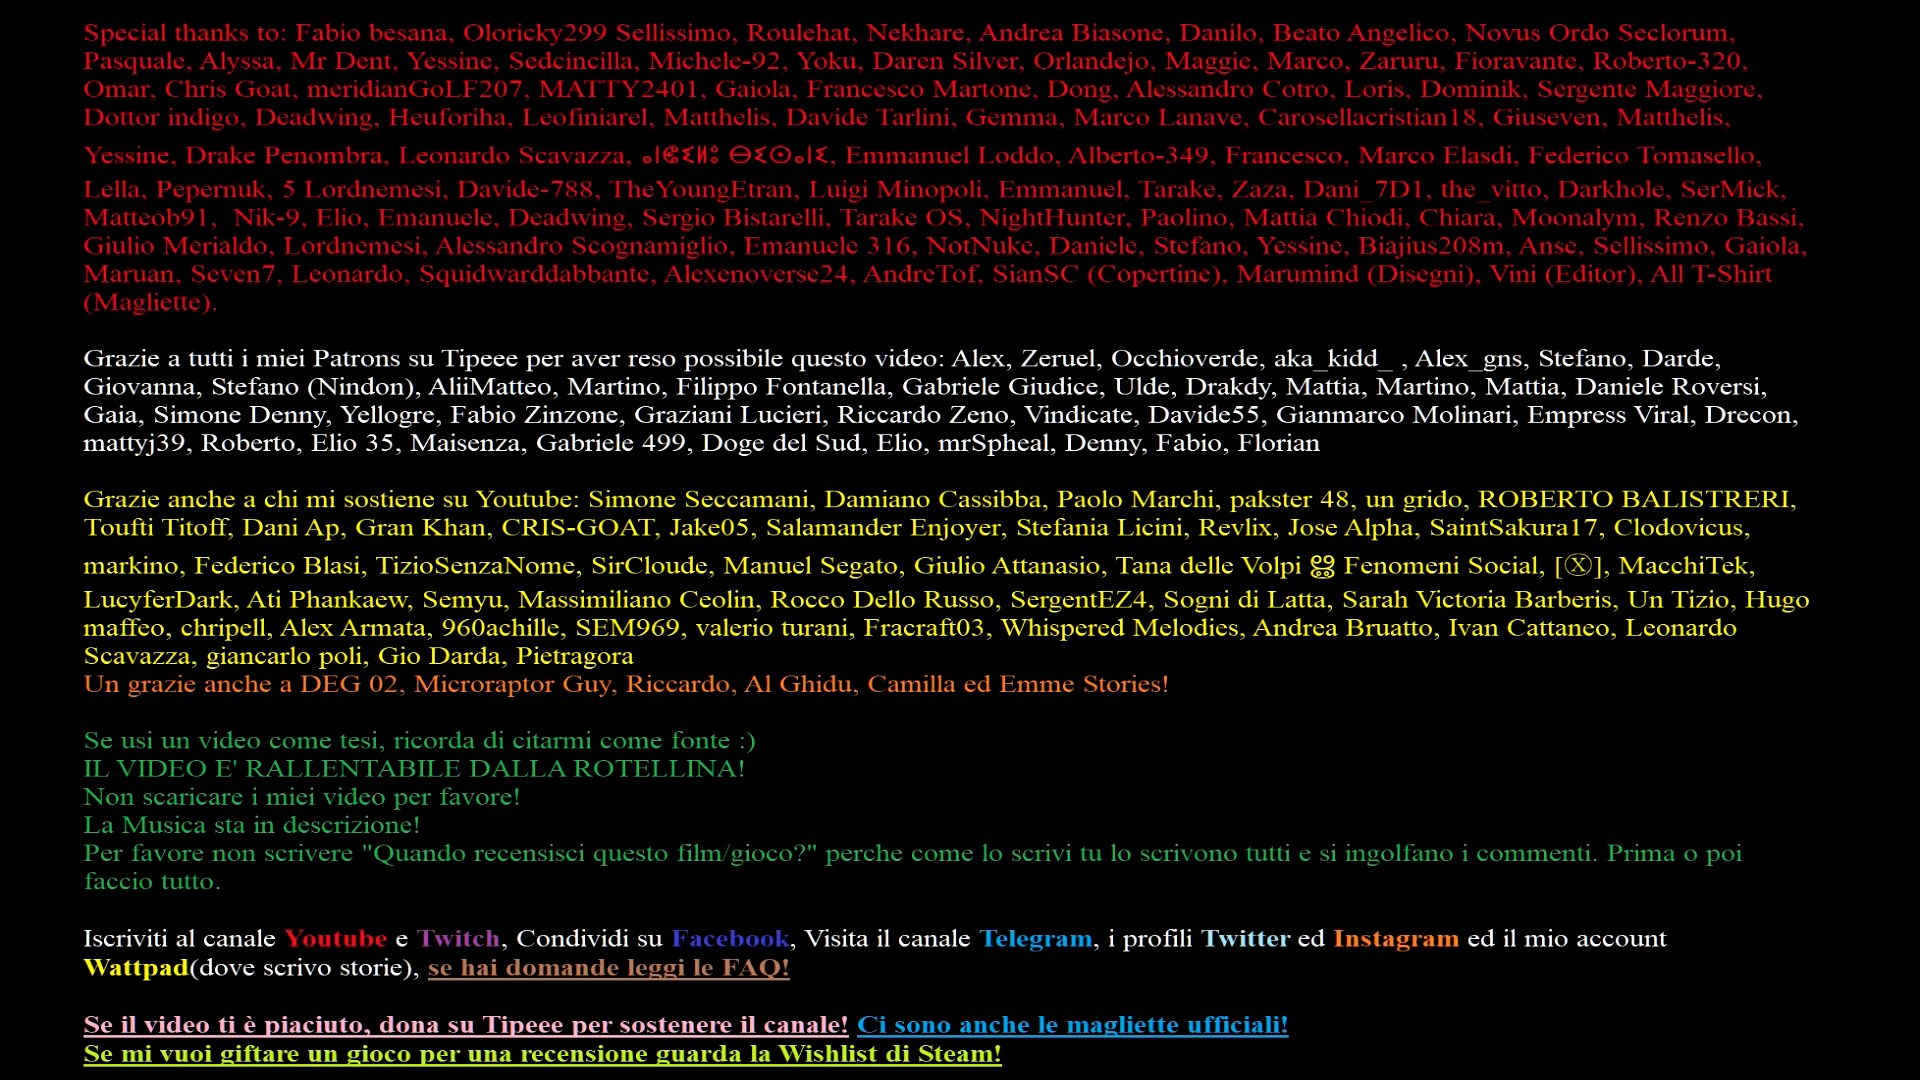 Special thanks to: Fabio besana, Oloricky299 Sellissimo, Roulehat, Nekhare, Andrea Biasone, Danilo, Beato Angelico, Novus Ordo Seclorum,
Pasquale, Alyssa, Mr Dent, Yessine, Sedcincilla, Michele-92, Yoku, Daren Silver, Orlandejo, Maggie, Marco, Zaruru, Fioravante, Roberto-320,
Omar, Chris Goat, meridianGoLF207, MATTY2401, Gaiola, Francesco Martone, Dong, Alessandro Cotro, Loris, Dominik, Sergente Maggiore,
Dottor indigo, Deadwing, Heuforiha, Leofiniarel, Matthelis, Davide Tarlini, Gemma, Marco Lanave, Carosellacristian18, Giuseven, Matthelis,
Yessine, Drake Penombra, Leonardo Scavazza, Emmanuel Loddo, Alberto-349, Francesco, Marco Elasdi, Federico Tomasello,
Lella, Pepernuk, 5 Lordnemesi, Davide-788, TheYoungEtran, Luigi Minopoli, Emmanuel, Tarake, Zaza, Dani_7D1, the_vitto, Darkhole, SerMick,
Matteob91,  Nik-9, Elio, Emanuele, Deadwing, Sergio Bistarelli, Tarake OS, NightHunter, Paolino, Mattia Chiodi, Chiara, Moonalym, Renzo Bassi,
Giulio Merialdo, Lordnemesi, Alessandro Scognamiglio, Emanuele 316, NotNuke, Daniele, Stefano, Yessine, Biajius208m, Anse, Sellissimo, Gaiola,
Maruan, Seven7, Leonardo, Squidwarddabbante, Alexenoverse24, AndreTof, SianSC (Copertine), Marumind (Disegni), Vini (Editor), All T-Shirt
(Magliette).
Grazie a tutti i miei Patrons su Tipeee per aver reso possibile questo video: Alex, Zeruel, Occhioverde, aka_kidd_ , Alex_gns, Stefano, Darde,
Giovanna, Stefano (Nindon), AliiMatteo, Martino, Filippo Fontanella, Gabriele Giudice, Ulde, Drakdy, Mattia, Martino, Mattia, Daniele Roversi,
Gaia, Simone Denny, Yellogre, Fabio Zinzone, Graziani Lucieri, Riccardo Zeno, Vindicate, Davide55, Gianmarco Molinari, Empress Viral, Drecon,
mattyj39, Roberto, Elio 35, Maisenza, Gabriele 499, Doge del Sud, Elio, mrSpheal, Denny, Fabio, Florian
Grazie anche a chi mi sostiene su Youtube: Simone Seccamani, Damiano Cassibba, Paolo Marchi, pakster 48, un grido, ROBERTO BALISTRERI,
Toufti Titoff, Dani Ap, Gran Khan, CRIS-GOAT, Jake05, Salamander Enjoyer, Stefania Licini, Revlix, Jose Alpha, SaintSakura17, Clodovicus,
markino, Federico Blasi, TizioSenzaNome, SirCloude, Manuel Segato, Giulio Attanasio, Tana delle Volpi Fenomeni Social, [Ⓧ], MacchiTek,
LucyferDark, Ati Phankaew, Semyu, Massimiliano Ceolin, Rocco Dello Russo, SergentEZ4, Sogni di Latta, Sarah Victoria Barberis, Un Tizio, Hugo
maffeo, chripell, Alex Armata, 960achille, SEM969, valerio turani, Fracraft03, Whispered Melodies, Andrea Bruatto, Ivan Cattaneo, Leonardo
Scavazza, giancarlo poli, Gio Darda, Pietragora
Un grazie anche a DEG 02, Microraptor Guy, Riccardo, Al Ghidu, Camilla ed Emme Stories!
Se usi un video come tesi, ricorda di citarmi come fonte :)
IL VIDEO E' RALLENTABILE DALLA ROTELLINA!
Non scaricare i miei video per favore!
La Musica sta in descrizione!
Per favore non scrivere "Quando recensisci questo film/gioco?" perche come lo scrivi tu lo scrivono tutti e si ingolfano i commenti. Prima o poi
faccio tutto.
Iscriviti al canale Youtube e Twitch, Condividi su Facebook, Visita il canale Telegram, i profili Twitter ed Instagram ed il mio account
Wattpad(dove scrivo storie), se hai domande leggi le FAQ!
Se il video ti è piaciuto, dona su Tipeee per sostenere il canale! Ci sono anche le magliette ufficiali!
Se mi vuoi giftare un gioco per una recensione guarda la Wishlist di Steam!